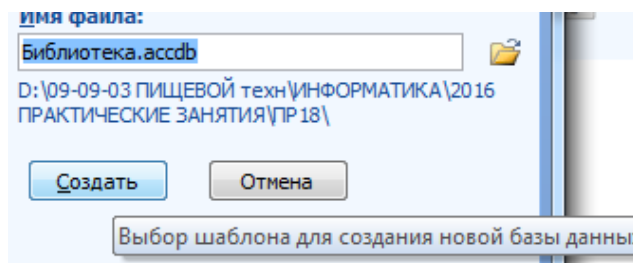 Имя файла:
Библиотека.accdb
D:\09-09-03 ПИЩЕВОЙ техн\ИНФОРМАТИКА\2016
ПРАКТИЧЕСКИЕ ЗАНЯТИЯ\ПР18\
Создать Отмена
Выбор шаблона для создания новой базы данны